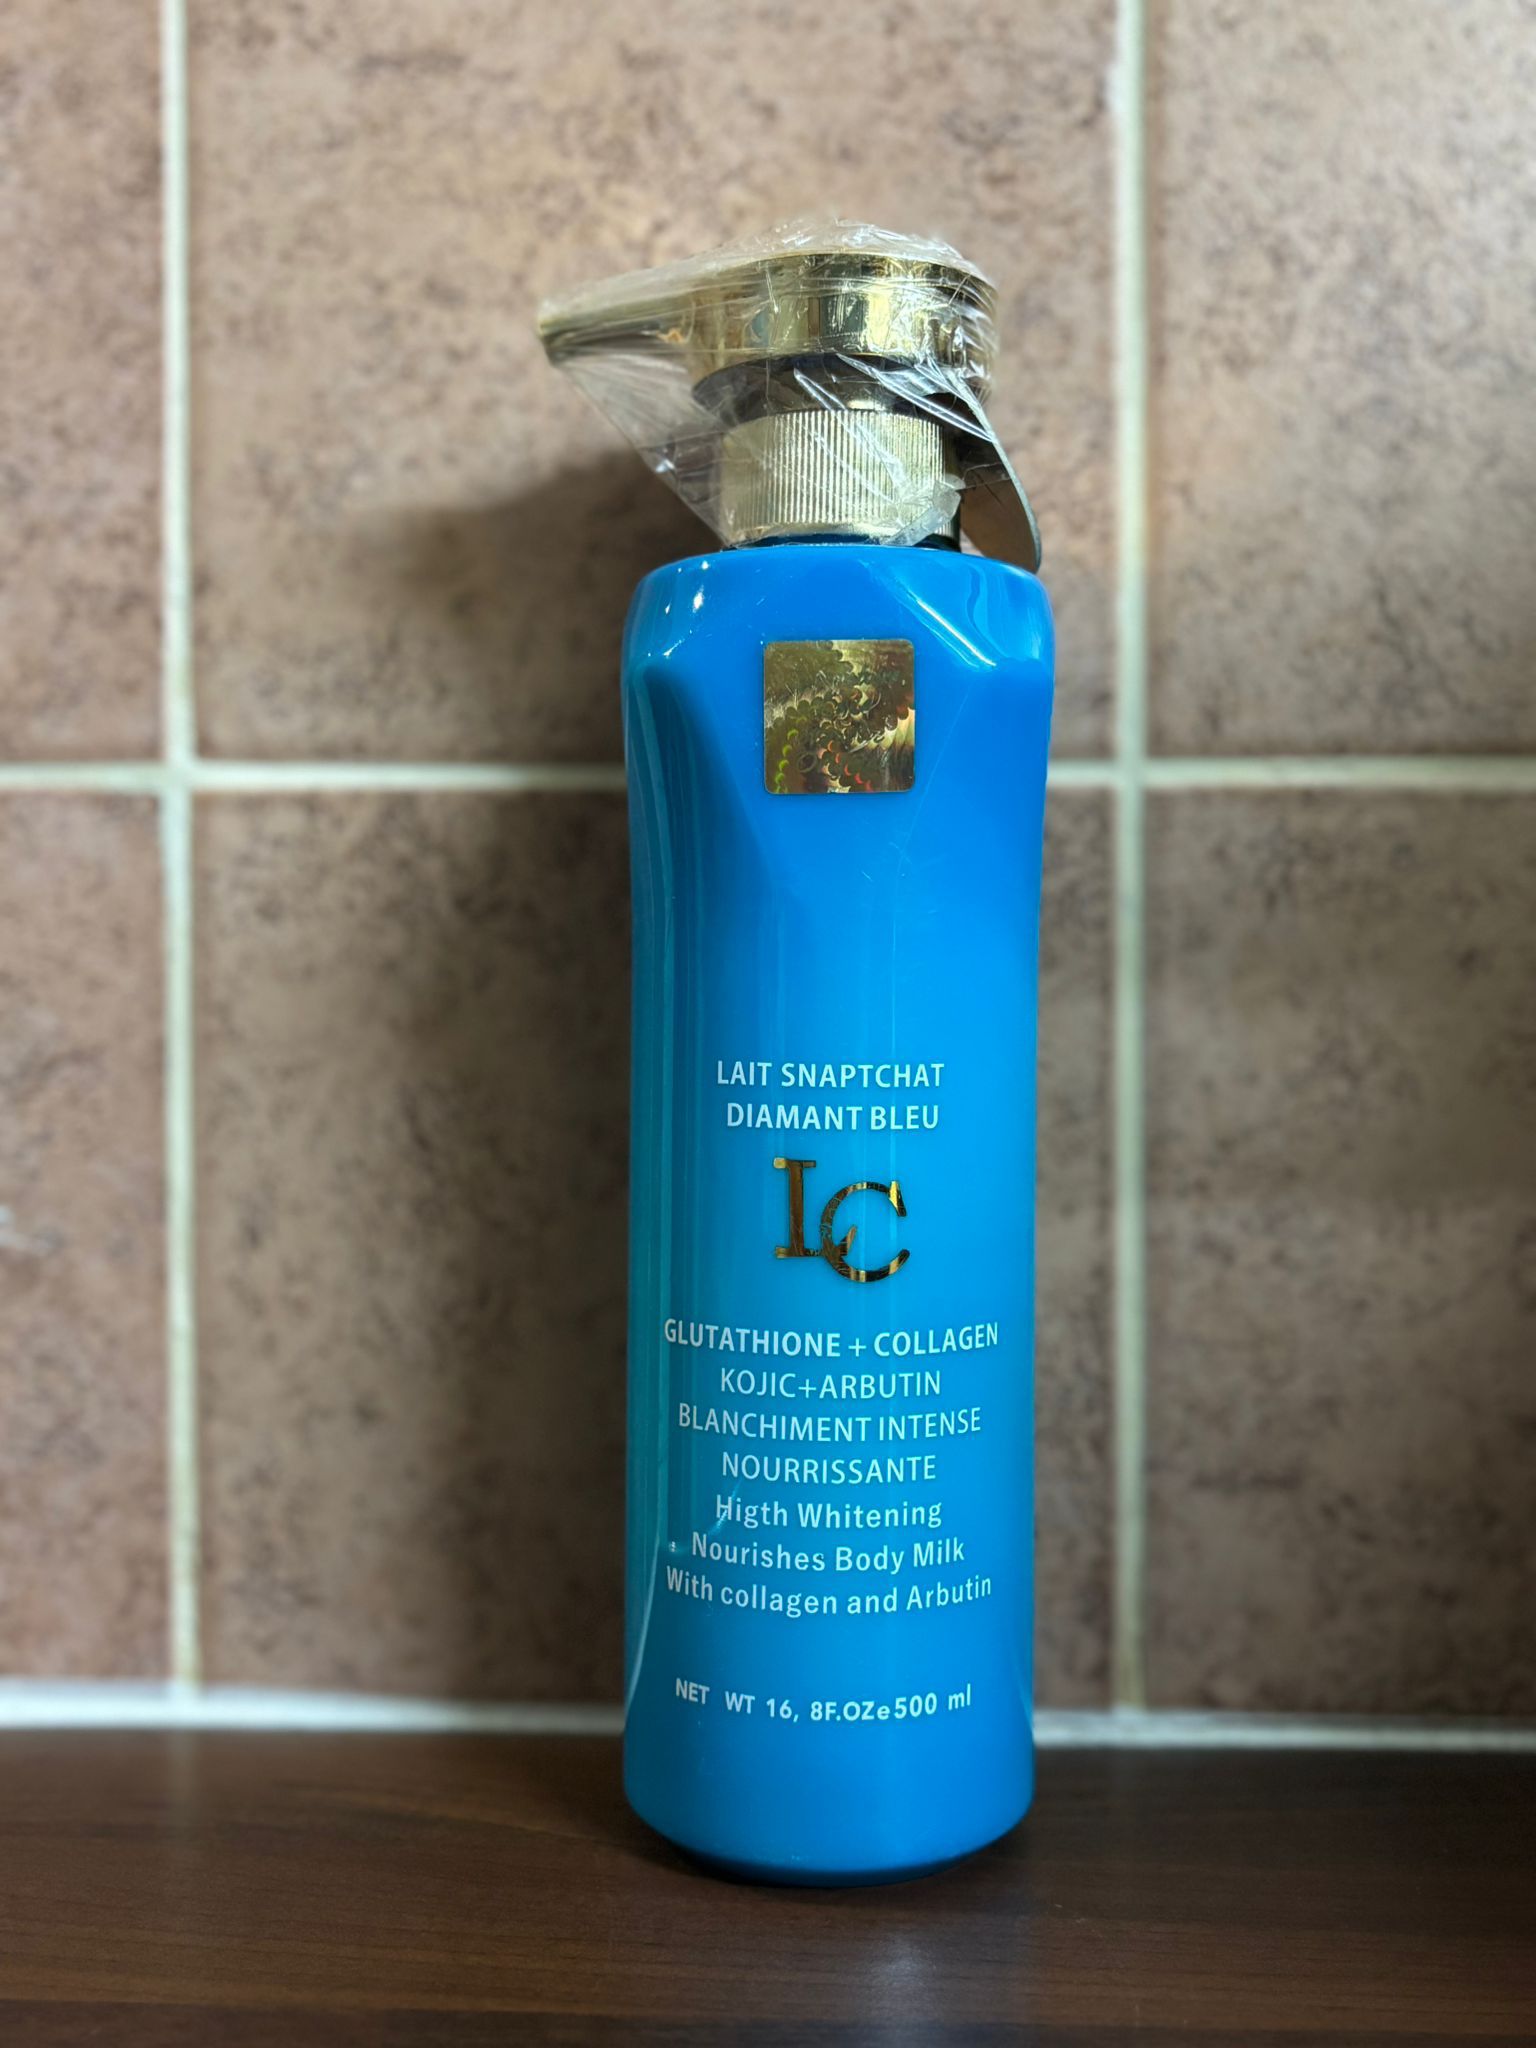 LAIT SNAPTCHAT
DIAMANT BLEU
LC
GLUTATHIONE + COLLAGEN
KOJIC+ARBUTIN
BLANCHIMENT INTENSE
NOURRISSANTE
Higth Whitening
Nourishes Body Milk
With collagen and Arbutin
NET WT 16, 8F.OZe500 ml